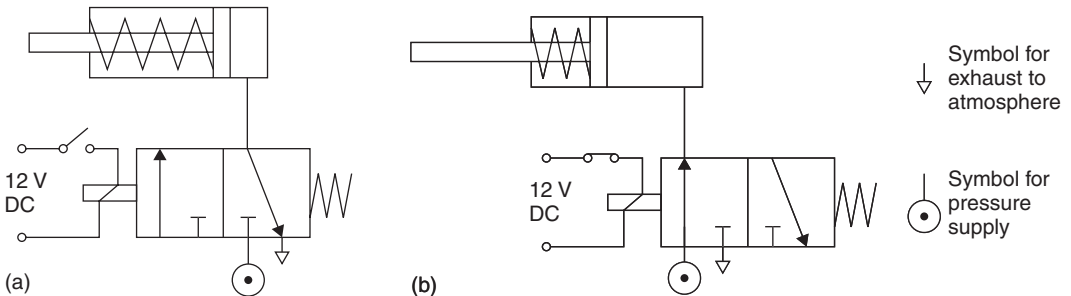 12 V
DC
(a)
12 V
DC
(b)
Symbol for
exhaust to
atmosphere
Symbol for
pressure
supply